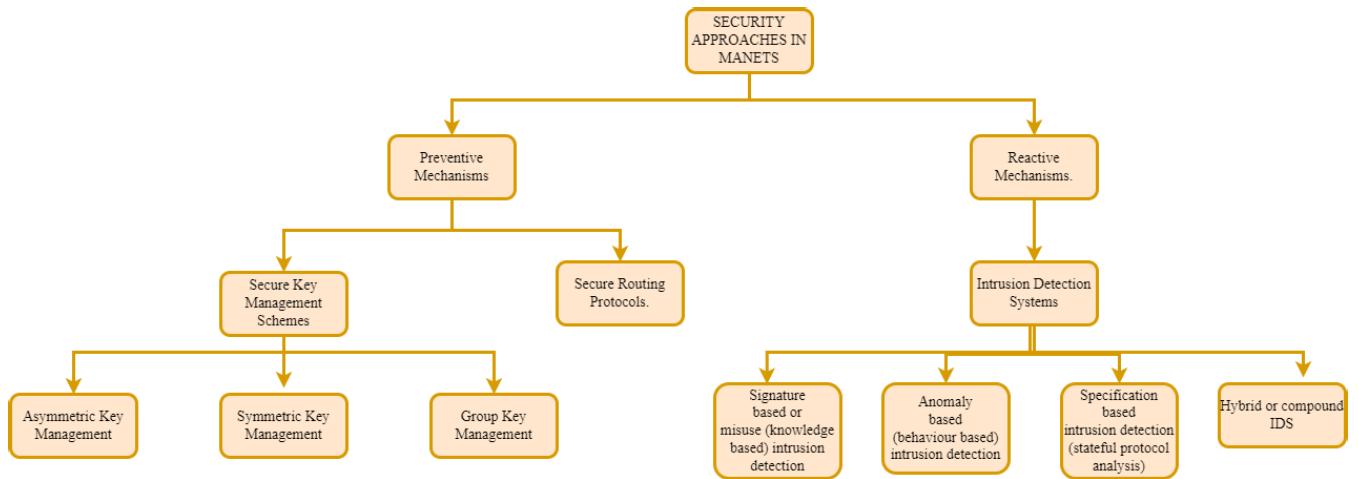 SECURITY
APPROACHES IN
MANETS
Preventive
Mechanisms
Reactive
Mechanisms.
Secure Key
Management
Schemes
Secure Routing
Protocols.
Intrusion Detection
Systems
Asymmetric Key
Management
Symmetric Key
Management
Group Key
Management
Signature
based or
misuse (knowledge
based) intrusion
detection
Anomaly
based
(behaviour based)
intrusion detection
Specification
based
intrusion detection
(stateful protocol
analysis)
Hybrid or compound
IDS